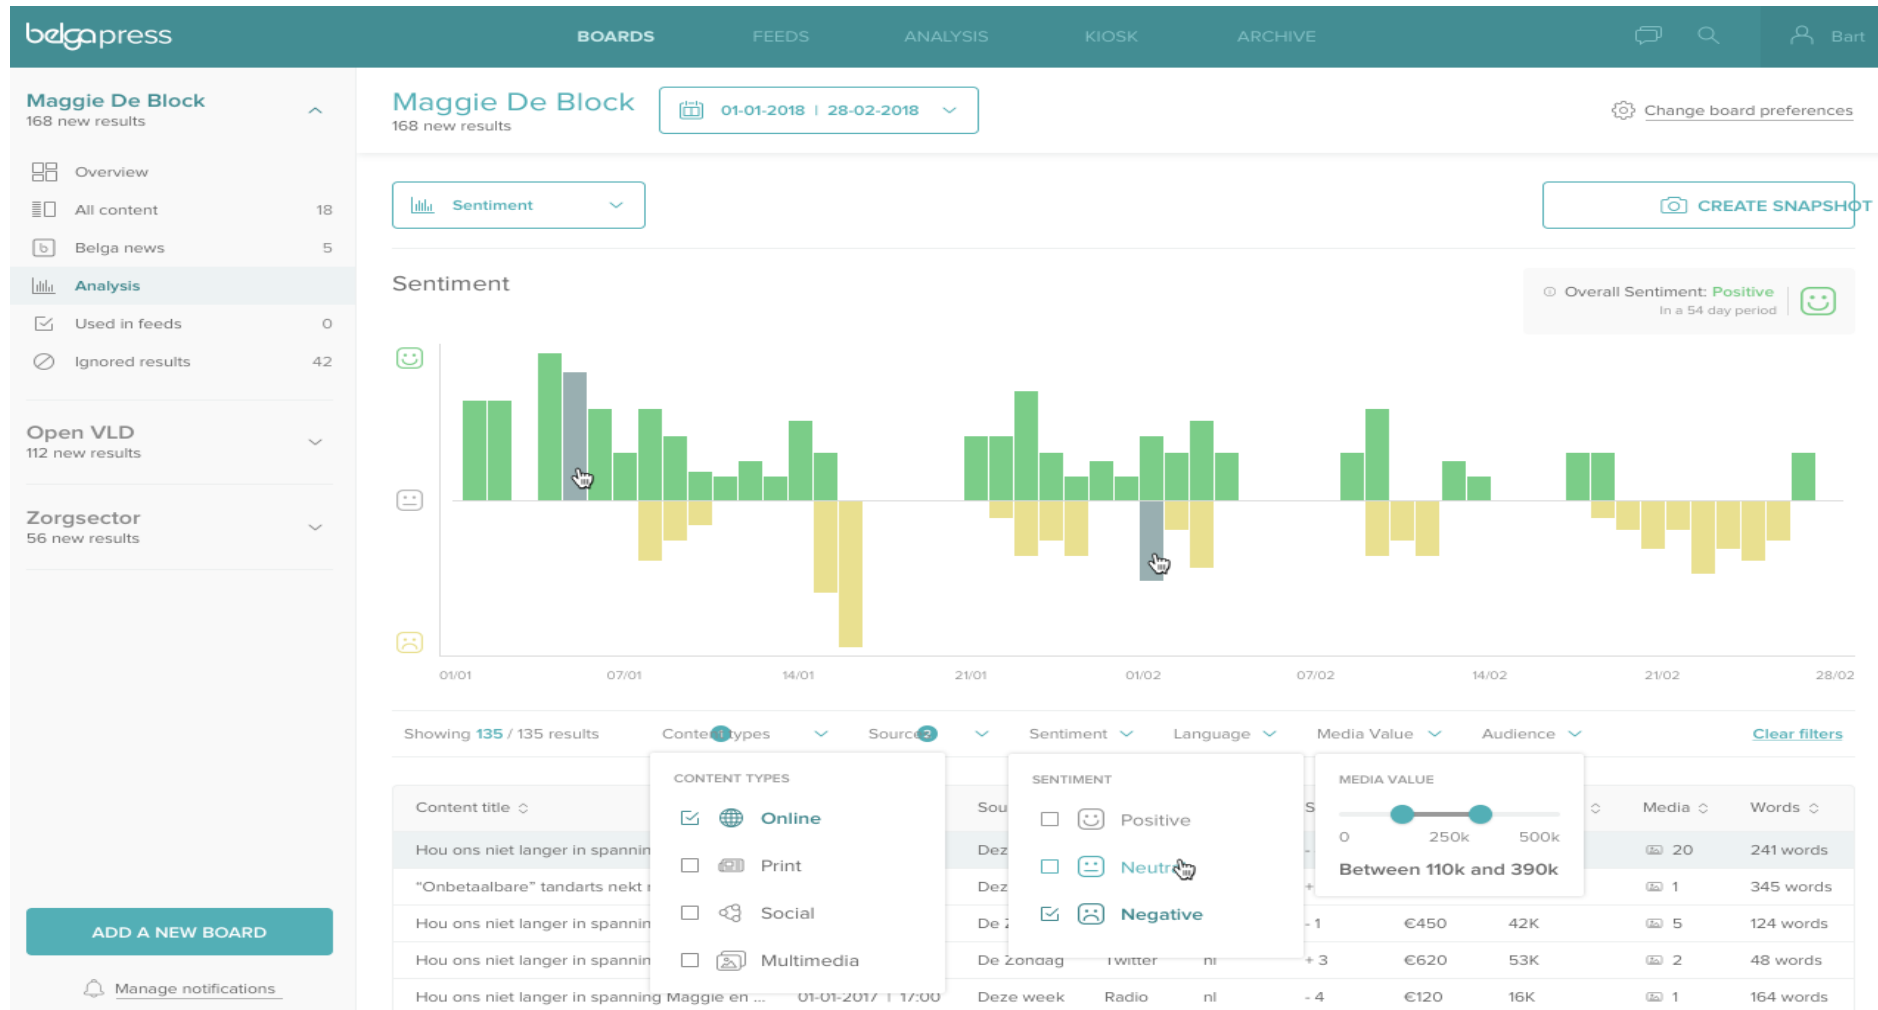 belgapress
BOARDS FEEDS ANALYSIS KIOSK ARCHIVE
Bart
Maggie De Block
168 new results
Overview
All content 18
Belga news 5
Analysis
Used in feeds 0
Ignored results 42
Open VLD
112 new results
Zorgsector
56 new results
ADD A NEW BOARD
Manage notifications
Maggie De Block
168 new results
01-01-2018 | 28-02-2018
Change board preferences
Sentiment
CREATE SNAPSHOT
Sentiment
Overall Sentiment: Positive
In a 54 day period
01/01 07/01 14/01 21/01 01/02 07/02 14/02 21/02 28/02
Showing 135 / 135 results
Sentiment Language Media Value Audience Clear filters
CONTENT TYPES
Online
Print
Social
Multimedia
SENTIMENT
Positive
Negative
MEDIA VALUE
0 250k 500k
Between 110k and 390k
Content title Media Words
Hou ons niet langer in 20 241 words
“Onbetaalbare” tandarts nekt 1 345 words
Hou ons niet langer in De - 1 €450 42K 5 124 words
Hou ons niet langer in De Zondag Twitter nl + 3 €620 53K 2 48 words
Hou ons niet langer in spanning Maggie en ... 01-01-2017 | 17:00 Deze week Radio nl - 4 €120 16K 1 164 words